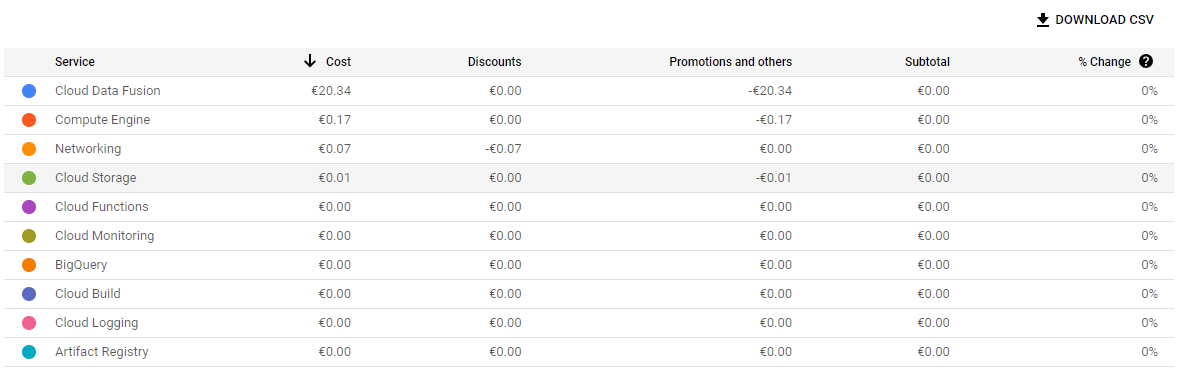 DOWNLOAD CSV
Service Cost Discounts Promotions and others Subtotal % Change ?
Cloud Data Fusion €20.34 €0.00 -€20.34 €0.00 0%
Compute Engine €0.17 €0.00 -€0.17 €0.00 0%
Networking €0.07 -€0.07 €0.00 €0.00 0%
Cloud Storage €0.01 €0.00 -€0.01 €0.00 0%
Cloud Functions €0.00 €0.00 €0.00 €0.00 0%
Cloud Monitoring €0.00 €0.00 €0.00 €0.00 0%
BigQuery €0.00 €0.00 €0.00 €0.00 0%
Cloud Build €0.00 €0.00 €0.00 €0.00 0%
Cloud Logging €0.00 €0.00 €0.00 €0.00 0%
Artifact Registry €0.00 €0.00 €0.00 €0.00 0%